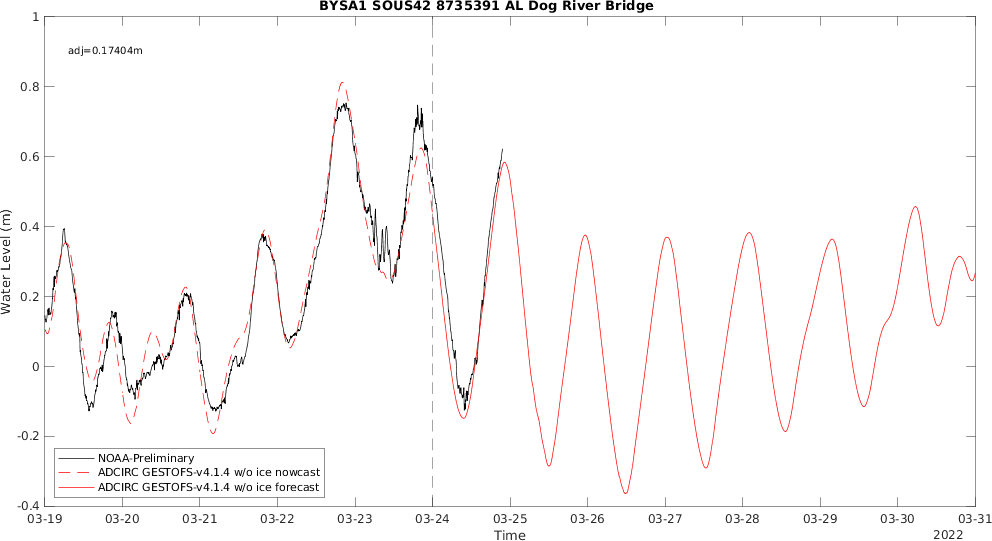 BYSA1 SOUS42 8735391 AL Dog River Bridge
adj=0.17404m
Water Level (m)
1
0.8
0.6
0.4
0.2
0
-0.2
-0.4
NOAA-Preliminary
ADCIRC GESTOFS-v4.1.4 w/o ice nowcast
ADCIRC GESTOFS-v4.1.4 w/o ice forecast
03-19 03-20 03-21 03-22 03-23 03-24 03-25 03-26 03-27 03-28 03-29 03-30 03-31
Time
2022